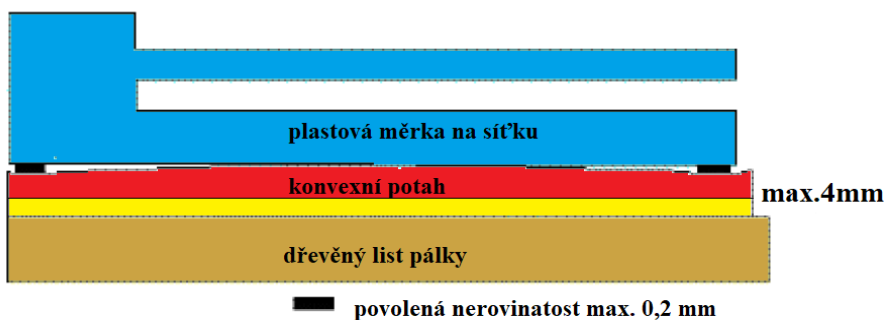 plastová měrka na síťku
konvexní potah
max.4mm
dřevěný list pálky
povolená nerovinatost max. 0,2 mm